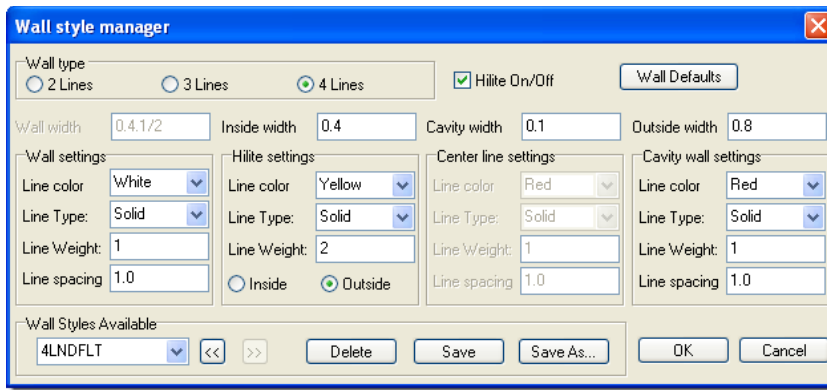 Wall style manager
Wall type
2 Lines 3 Lines 4 Lines Hilite On/Off Wall Defaults
Wall width 0.4.1/2 Inside width 0.4 Cavity width 0.1 Outside width 0.8
Wall settings Hilite settings Center line settings Cavity wall settings
Line color White Line color Yellow Line color Red Line color Red
Line Type: Solid Line Type: Solid Line Type: Solid Line Type: Solid
Line Weight: 1 Line Weight: 2 Line Weight: 1 Line Weight: 1
Line spacing 1.0 Inside Outside Line spacing 1.0 Line spacing 1.0
Wall Styles Available
4LNDFLT << >> Delete Save Save As... OK Cancel